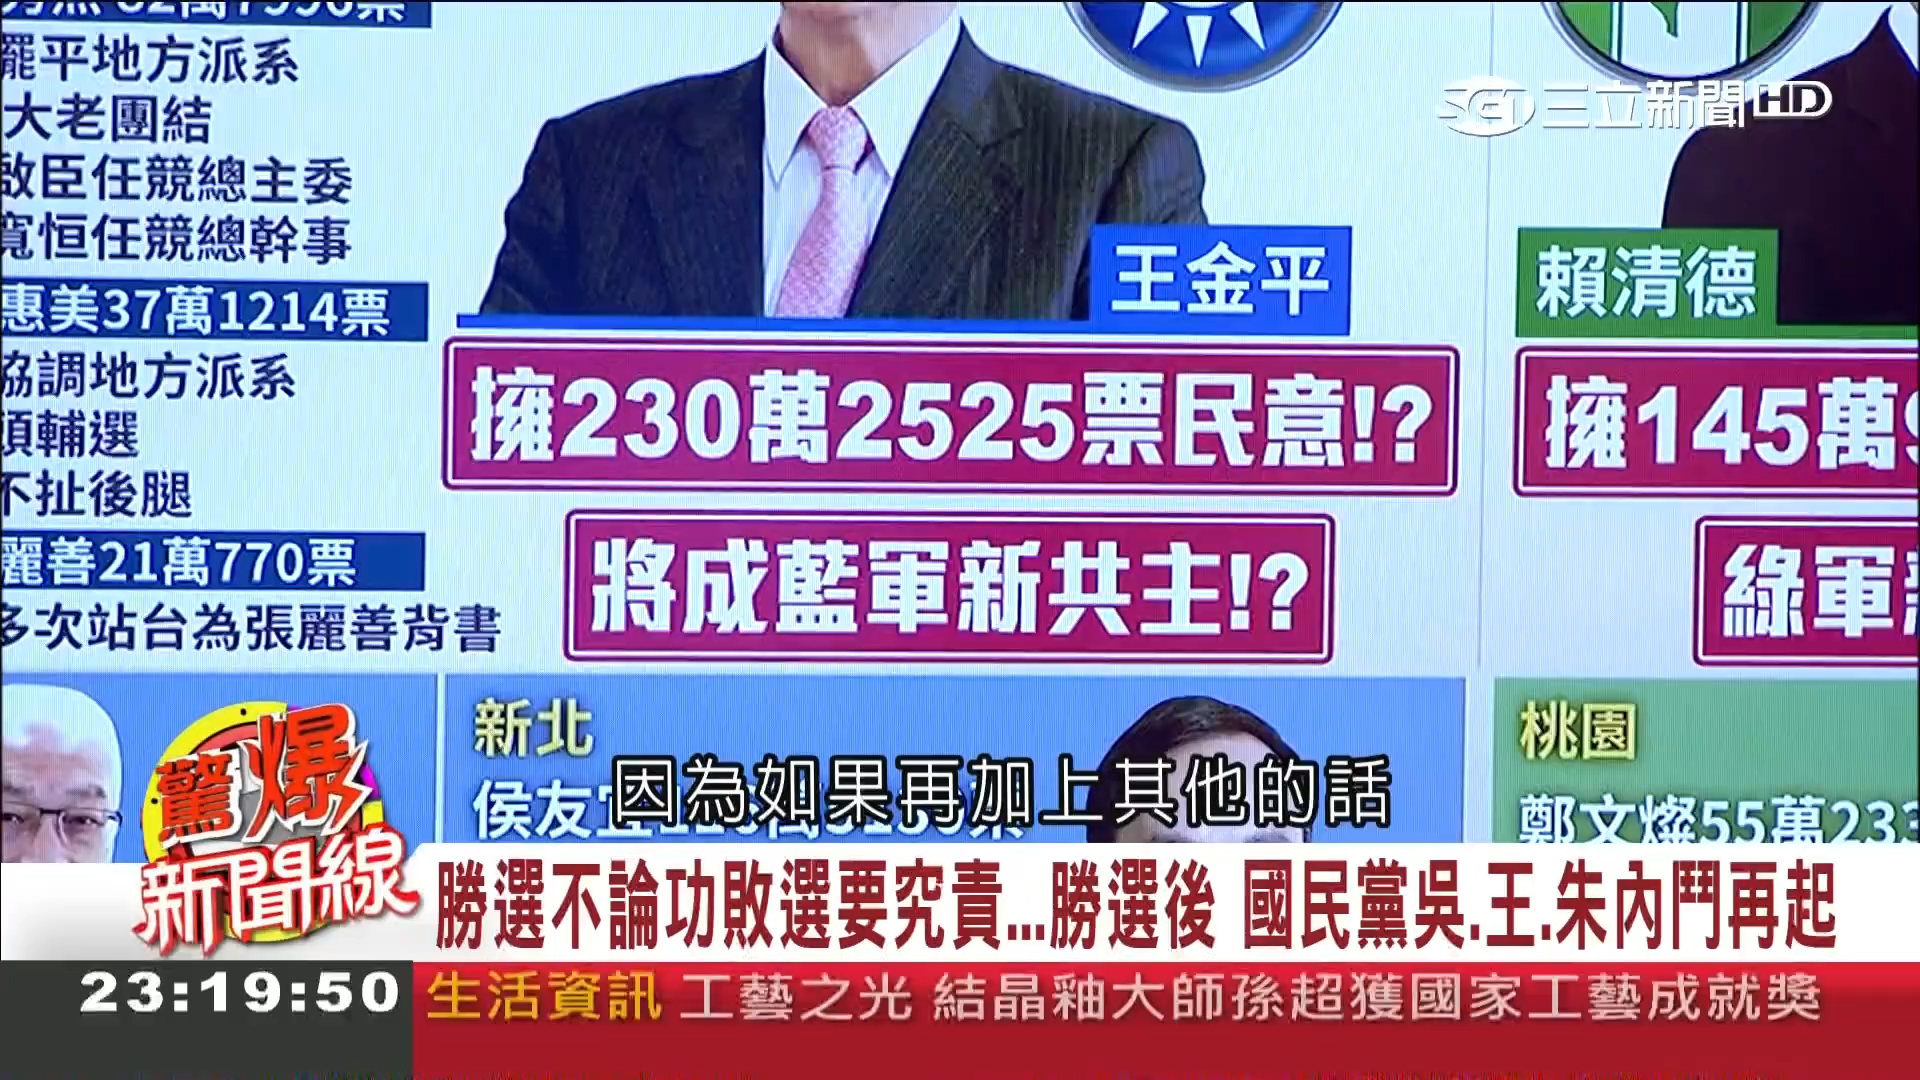 擺平地方派系
大老團結
啟臣任競總主委
寬恒任競總幹事
惠美37萬1214票
協調地方派系
輔選
不扯後腿
麗善21萬770票
多次站台為張麗善背書
王金平
擁230萬2525票民意!?
將成藍軍新共主!?
SET三立新聞HD
賴清德
擁145萬
綠軍
新北
侯友宜
桃園
鄭文燦55萬233
因為如果再加上其他的話
驚爆
新聞線
勝選不論功敗選要究責...勝選後 國民黨吳.王.朱內鬥再起
23:19:50
生活資訊 工藝之光 結晶釉大師孫超獲國家工藝成就獎